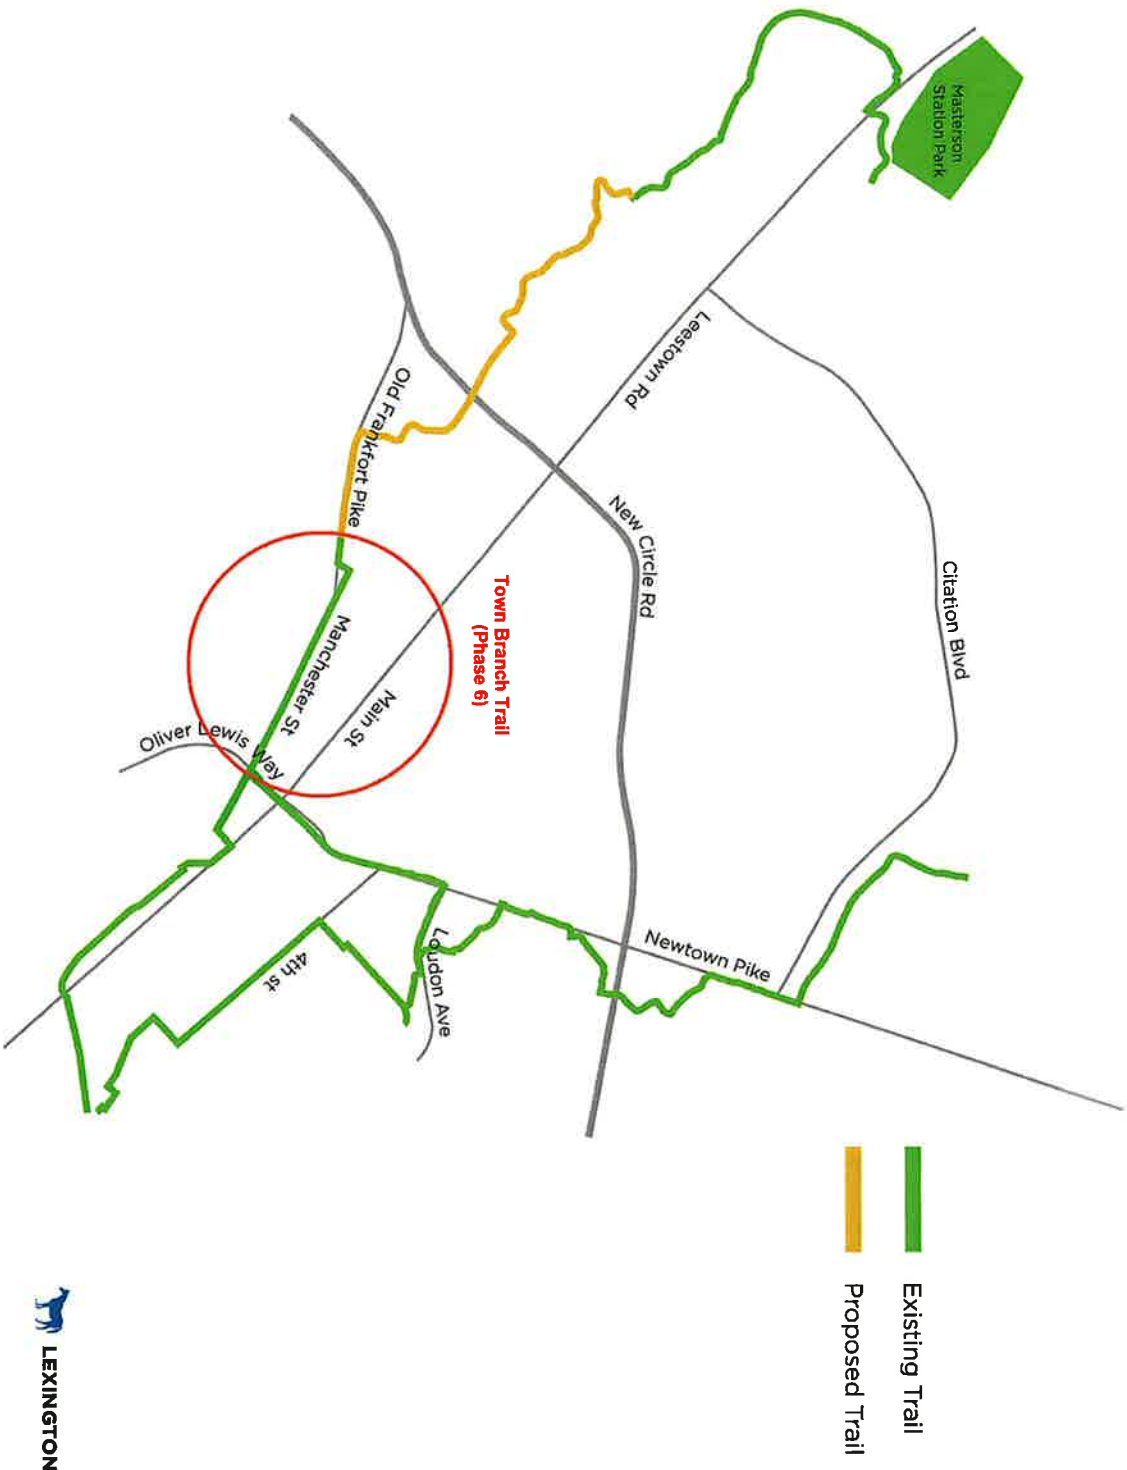 Masterson
Station Park
Leestown Rd
Old Frankfort Pike
New Circle Rd
Citation Blvd
Town Branch Trail
(Phase 6)
Manchester St
Main St
Oliver Lewis Way
Newtown Pike
Loudon Ave
4th st
Existing Trail
Proposed Trail
LEXINGTON